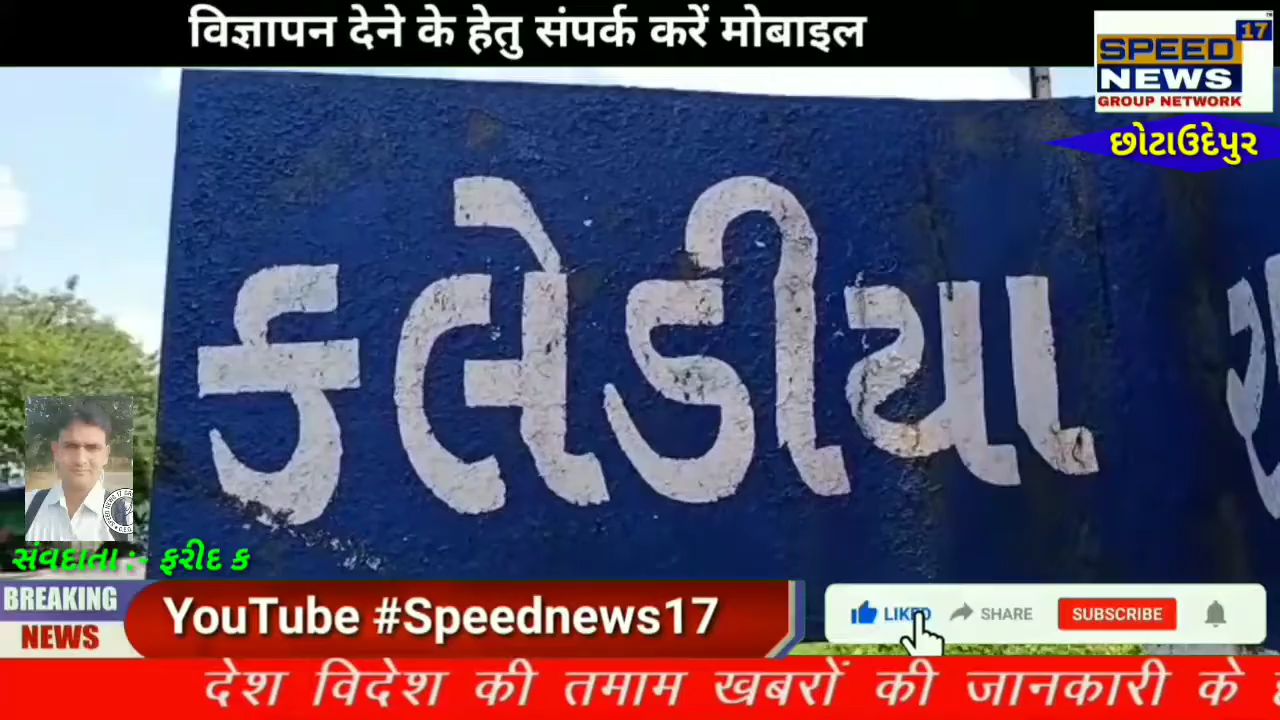 विज्ञापन देने के हेतु संपर्क करें मोबाइल
17
SPEED
NEWS
GROUP NETWORK
છોટાઉદેપુર
કલેડીયા
સંવદાતા :- ફરીદ ક
BREAKING
NEWS
YouTube #Speednews17
LIKED SHARE SUBSCRIBE
देश विदेश की तमाम खबरों की जानकारी के